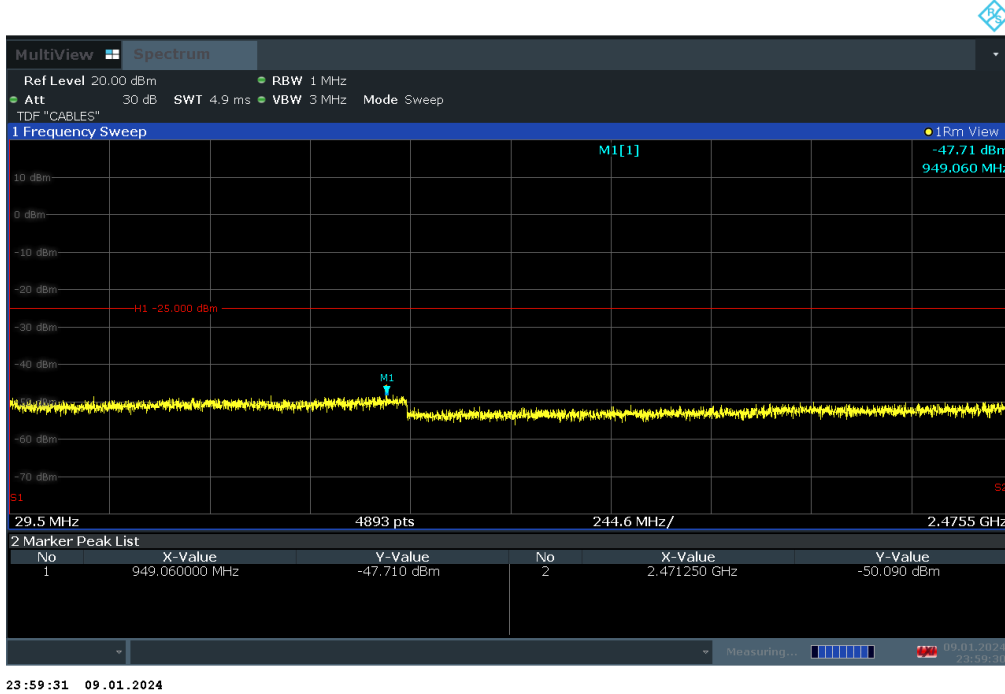 R S
MultiView Spectrum
Ref Level 20.00 dBm RBW 1 MHz
Att 30 dB SWT 4.9 ms VBW 3 MHz Mode Sweep
TDF "CABLES"
1 Frequency Sweep 1Rm View
M1[1] -47.71 dBm
949.060 MHz
10 dBm
0 dBm
-10 dBm
-20 dBm
H1 -25.000 dBm
-30 dBm
-40 dBm
M1
-60 dBm
-70 dBm
S1
29.5 MHz 4893 pts 244.6 MHz/ 2.4755 GHz
2 Marker Peak List
No X-Value Y-Value No X-Value Y-Value
1 949.060000 MHz -47.710 dBm 2 2.471250 GHz -50.090 dBm
Measuring... 09.01.2024
23:59:30
23:59:31 09.01.2024